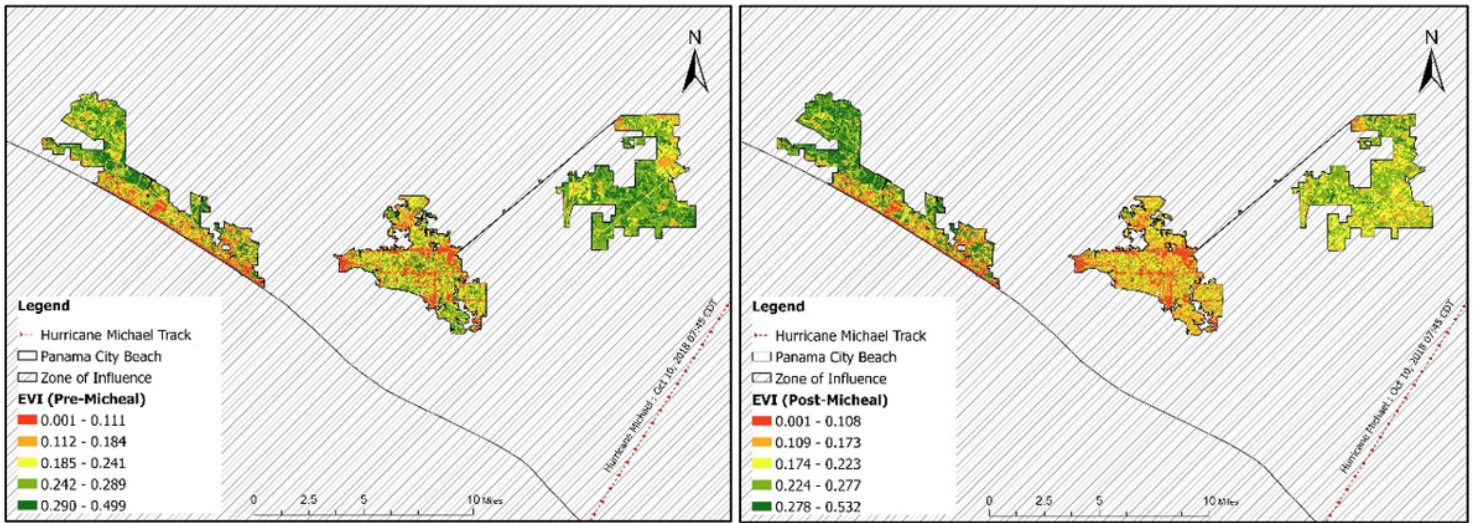 N
Legend
Hurricane Michael Track
Panama City Beach
Zone of Influence
EVI (Pre-Micheal)
0.001 - 0.111
0.112 - 0.184
0.185 - 0.241
0.242 - 0.289
0.290 - 0.499
0 2.5 5 10 Miles
Hurricane Michael : Oct 10, 2018 07:45 CDT
N
Legend
Hurricane Michael Track
Panama City Beach
Zone of Influence
EVI (Post-Micheal)
0.001 - 0.108
0.109 - 0.173
0.174 - 0.223
0.224 - 0.277
0.278 - 0.532
0 2.5 5 10 Miles
Hurricane Michael : Oct 10, 2018 07:45 CDT